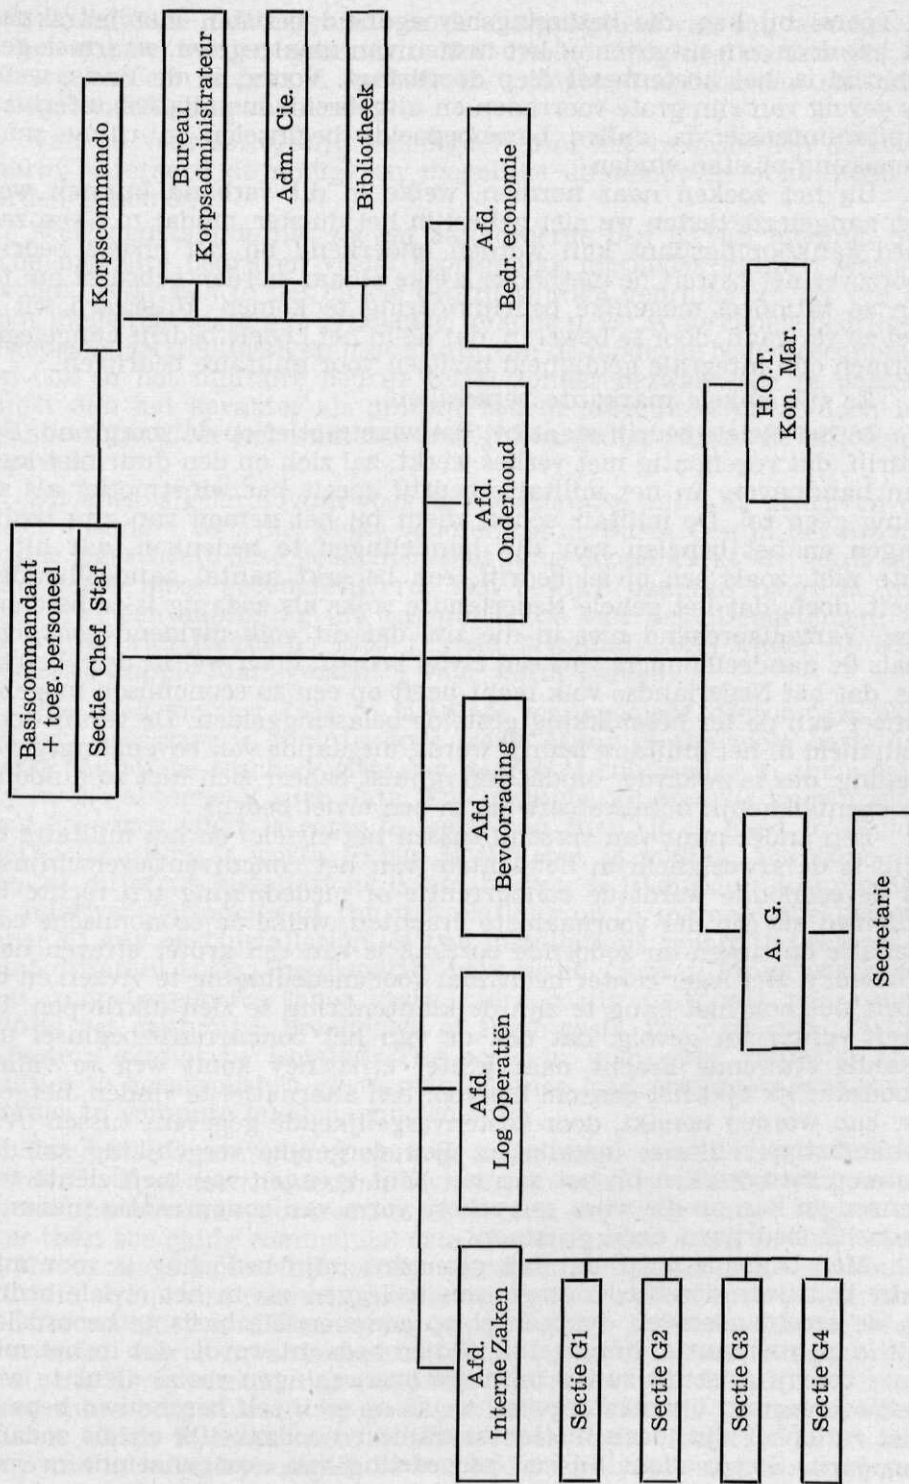 Basiscommandant
+ toeg. personeel
Sectie Chef Staf
Korpscommando
Bureau
Korpsadministrateur
Adm. Cie.
Bibliotheek
Afd.
Interne Zaken
Sectie G1
Sectie G2
Sectie G3
Sectie G4
Afd.
Log Operatiën
Afd.
Bevoorrading
Afd.
Onderhoud
Afd.
Bedr. economie
A. G.
Secretarie
H.O.T.
Kon. Mar.